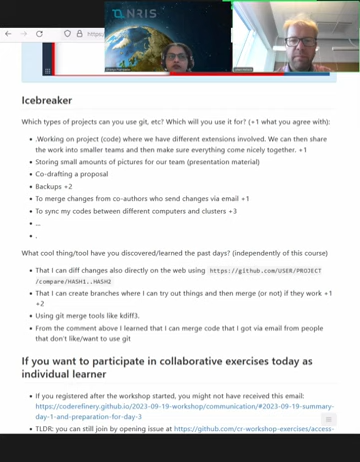 NRIS
https:
Icebreaker
Which types of projects can you use git, etc? Which will you use it for? (+1 what you agree with):
.Working on project (code) where we have different extensions involved. We can then share
the work into smaller teams and then make sure everything come nicely together. +1
Storing small amounts of pictures for our team (presentation material)
Co-drafting a proposal
Backups +2
To merge changes from co-authors who send changes via email +1
To sync my codes between different computers and clusters +3
...
.
What cool thing/tool have you discovered/learned the past days? (independently of this course)
That I can diff changes also directly on the web using https://github.com/USER/PROJECT
/compare/HASH1..HASH2
That I can create branches where I can try out things and then merge (or not) if they work +1
+2
Using git merge tools like kdiff3.
From the comment above I learned that I can merge code that I got via email from people
that don't like/want to use git
If you want to participate in collaborative exercises today as
individual learner
If you registered after the workshop started, you might not have received this email:
https://coderefinery.github.io/2023-09-19-workshop/communication/#2023-09-19-summary-
day-1-and-preparation-for-day-3
TLDR: you can still join by opening issue at https://github.com/cr-workshop-exercises/access-